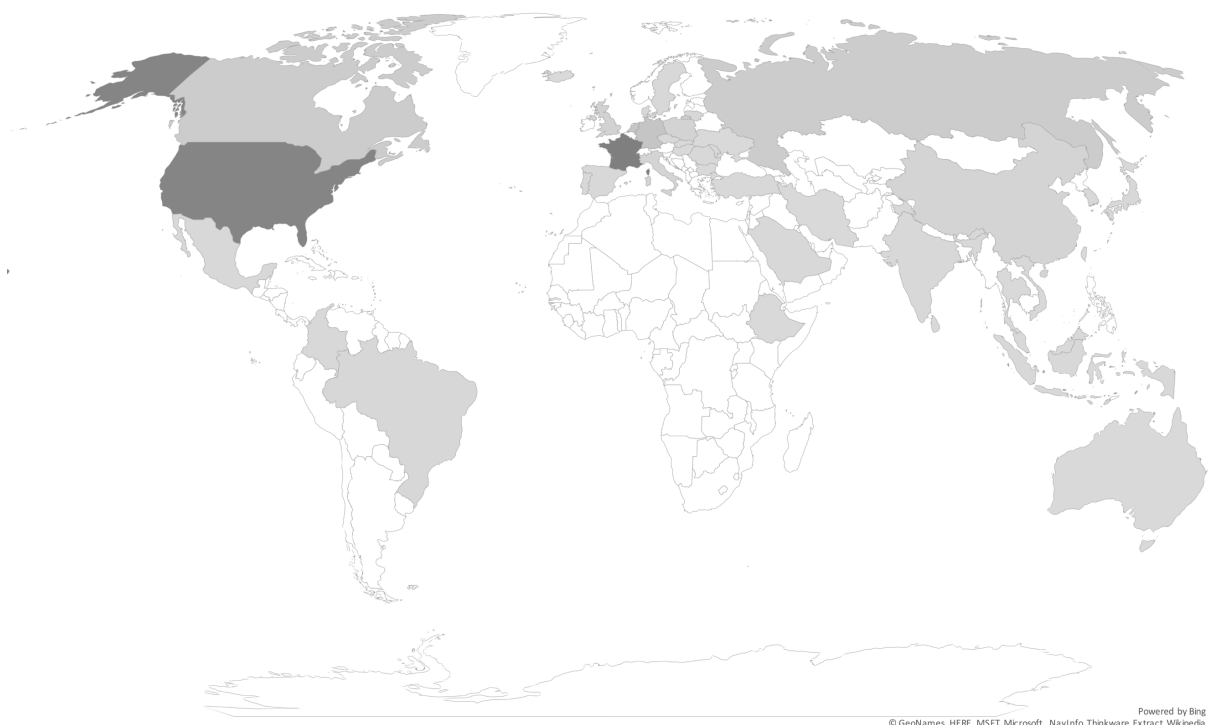 Powered by Bing
© GeoNames, HERE, MSFT, Microsoft, NavInfo, Thinkware Extract, Wikipedia